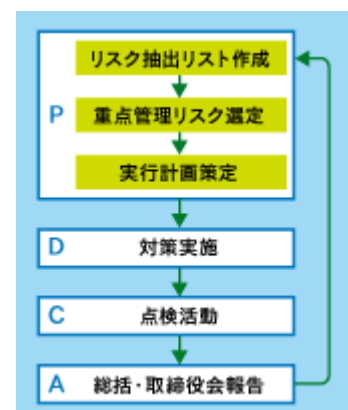 リスク抽出リスト作成
P 重点管理リスク選定
実行計画策定
D 対策実施
C 点検活動
A 総括・取締役会報告